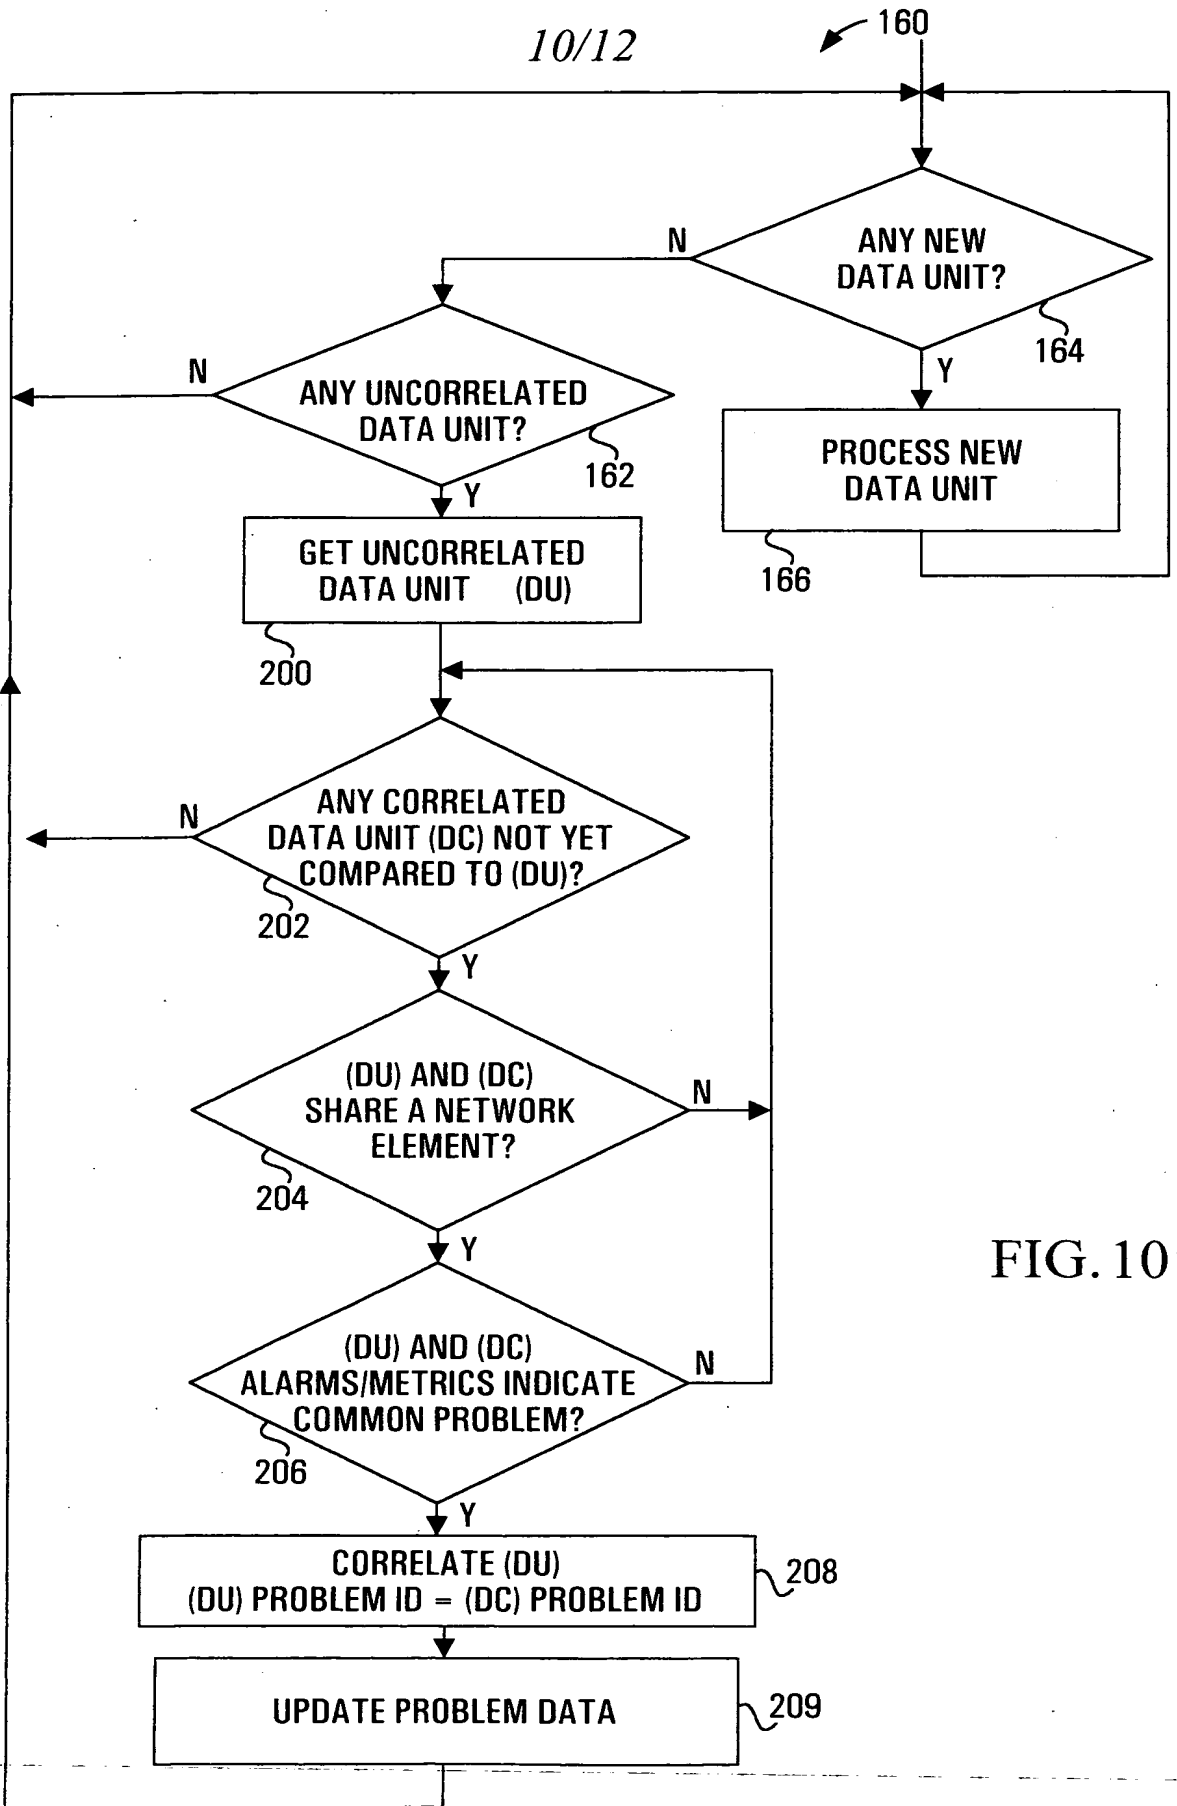 10/12
160
ANY NEW
DATA UNIT?
N
164
Y
ANY UNCORRELATED
DATA UNIT?
N
162
Y
PROCESS NEW
DATA UNIT
166
GET UNCORRELATED
DATA UNIT (DU)
200
ANY CORRELATED
DATA UNIT (DC) NOT YET
COMPARED TO (DU)?
N
202
Y
(DU) AND (DC)
SHARE A NETWORK
ELEMENT?
N
204
Y
FIG. 10
(DU) AND (DC)
ALARMS/METRICS INDICATE
COMMON PROBLEM?
N
206
Y
CORRELATE (DU)
(DU) PROBLEM ID = (DC) PROBLEM ID
208
UPDATE PROBLEM DATA
209